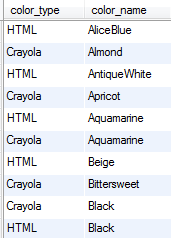 color_type color_name
HTML AliceBlue
Crayola Almond
HTML AntiqueWhite
Crayola Apricot
HTML Aquamarine
Crayola Aquamarine
HTML Beige
Crayola Bittersweet
Crayola Black
HTML Black